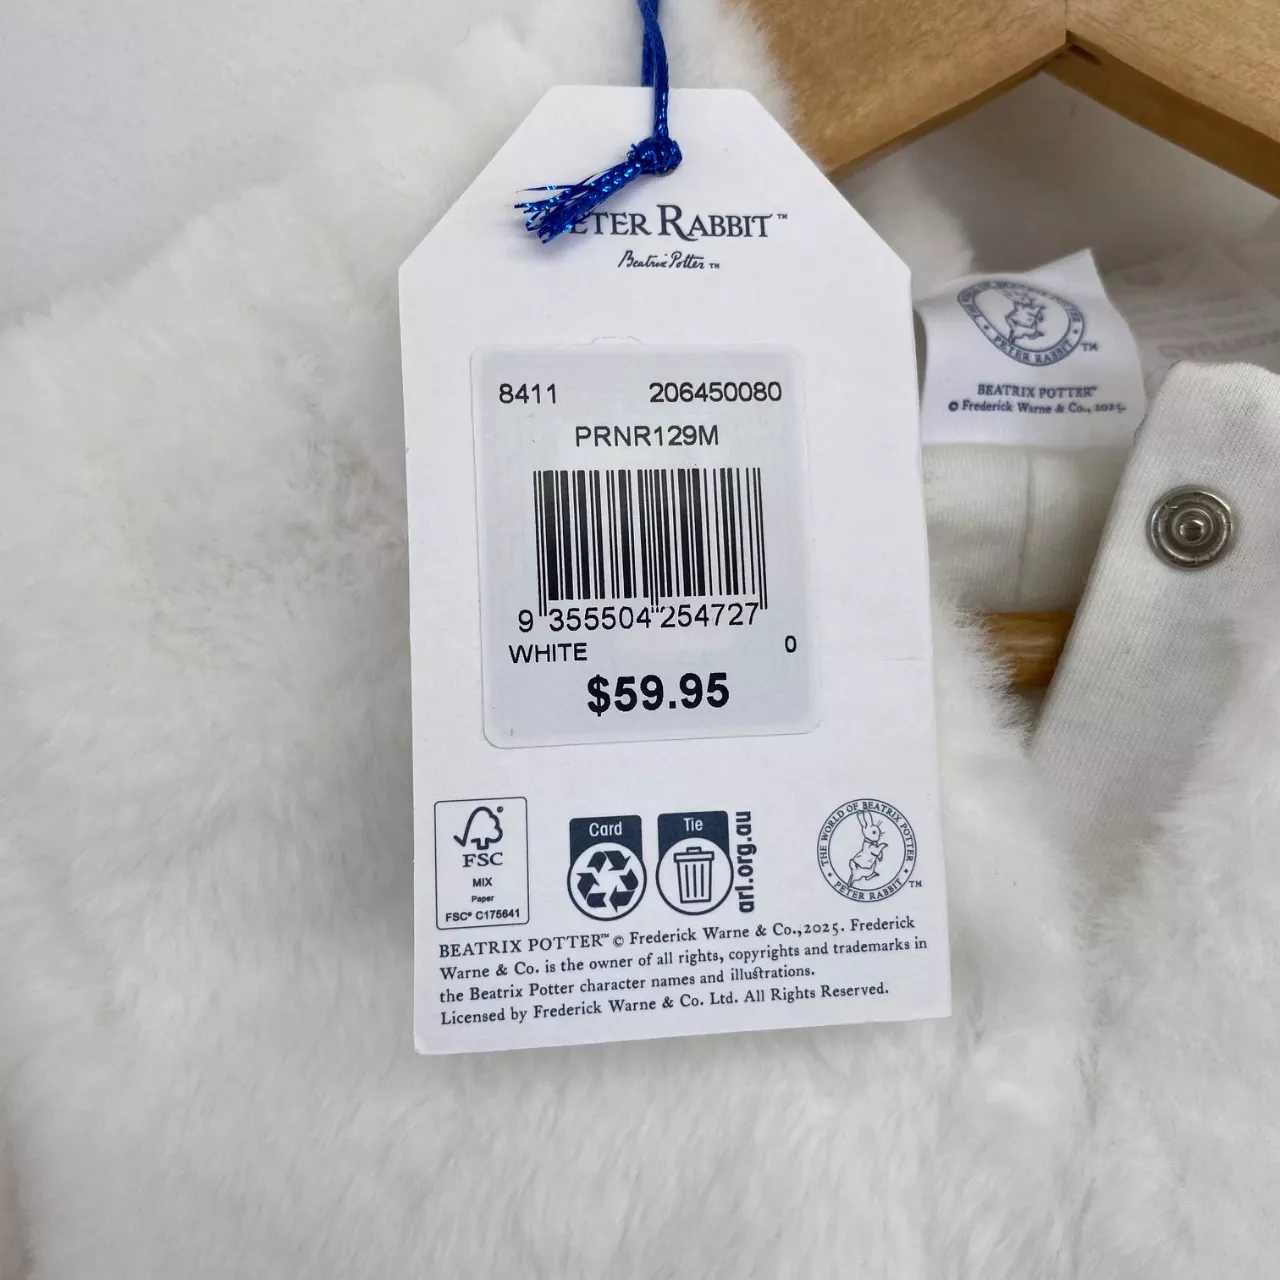 ETER RABBIT™
Beatrix Potter ™
8411 206450080
PRNR129M
9 355504 254727
WHITE 0
$59.95
FSC®
MIX
Paper
FSC® C175641
Card
Tie
arl.org.au
THE WORLD OF BEATRIX POTTER
• PETER RABBIT • ™
BEATRIX POTTER™ © Frederick Warne & Co.,2025. Frederick
Warne & Co. is the owner of all rights, copyrights and trademarks in
the Beatrix Potter character names and illustrations.
Licensed by Frederick Warne & Co. Ltd. All Rights Reserved.
• PETER RABBIT • ™
BEATRIX POTTER™
© Frederick Warne & Co., 2025.